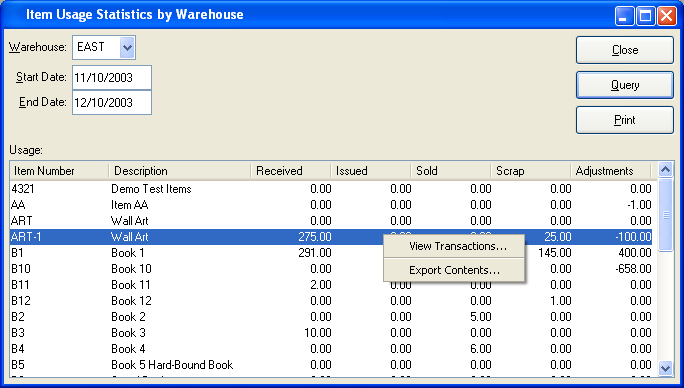 Item Usage Statistics by Warehouse
Warehouse: EAST
Close
Start Date: 11/10/2003
Query
End Date: 12/10/2003
Print
Usage:
Item Number Description Received Issued Sold Scrap Adjustments
4321 Demo Test Items 0.00 0.00 0.00 0.00 0.00
AA Item AA 0.00 0.00 0.00 0.00 -1.00
ART Wall Art 0.00 0.00 0.00 0.00 0.00
ART-1 Wall Art 275.00 25.00 -100.00
View Transactions...
B1 Book 1 291.00 145.00 400.00
B10 Book 10 0.00 0.00 -658.00
Export Contents...
B11 Book 11 2.00 0.00 0.00 0.00 0.00
B12 Book 12 0.00 0.00 0.00 1.00 0.00
B2 Book 2 0.00 0.00 5.00 0.00 0.00
B3 Book 3 10.00 0.00 0.00 0.00 0.00
B4 Book 4 0.00 0.00 6.00 0.00 0.00
B5 Book 5 Hard-Bound Book 0.00 0.00 0.00 0.00 0.00